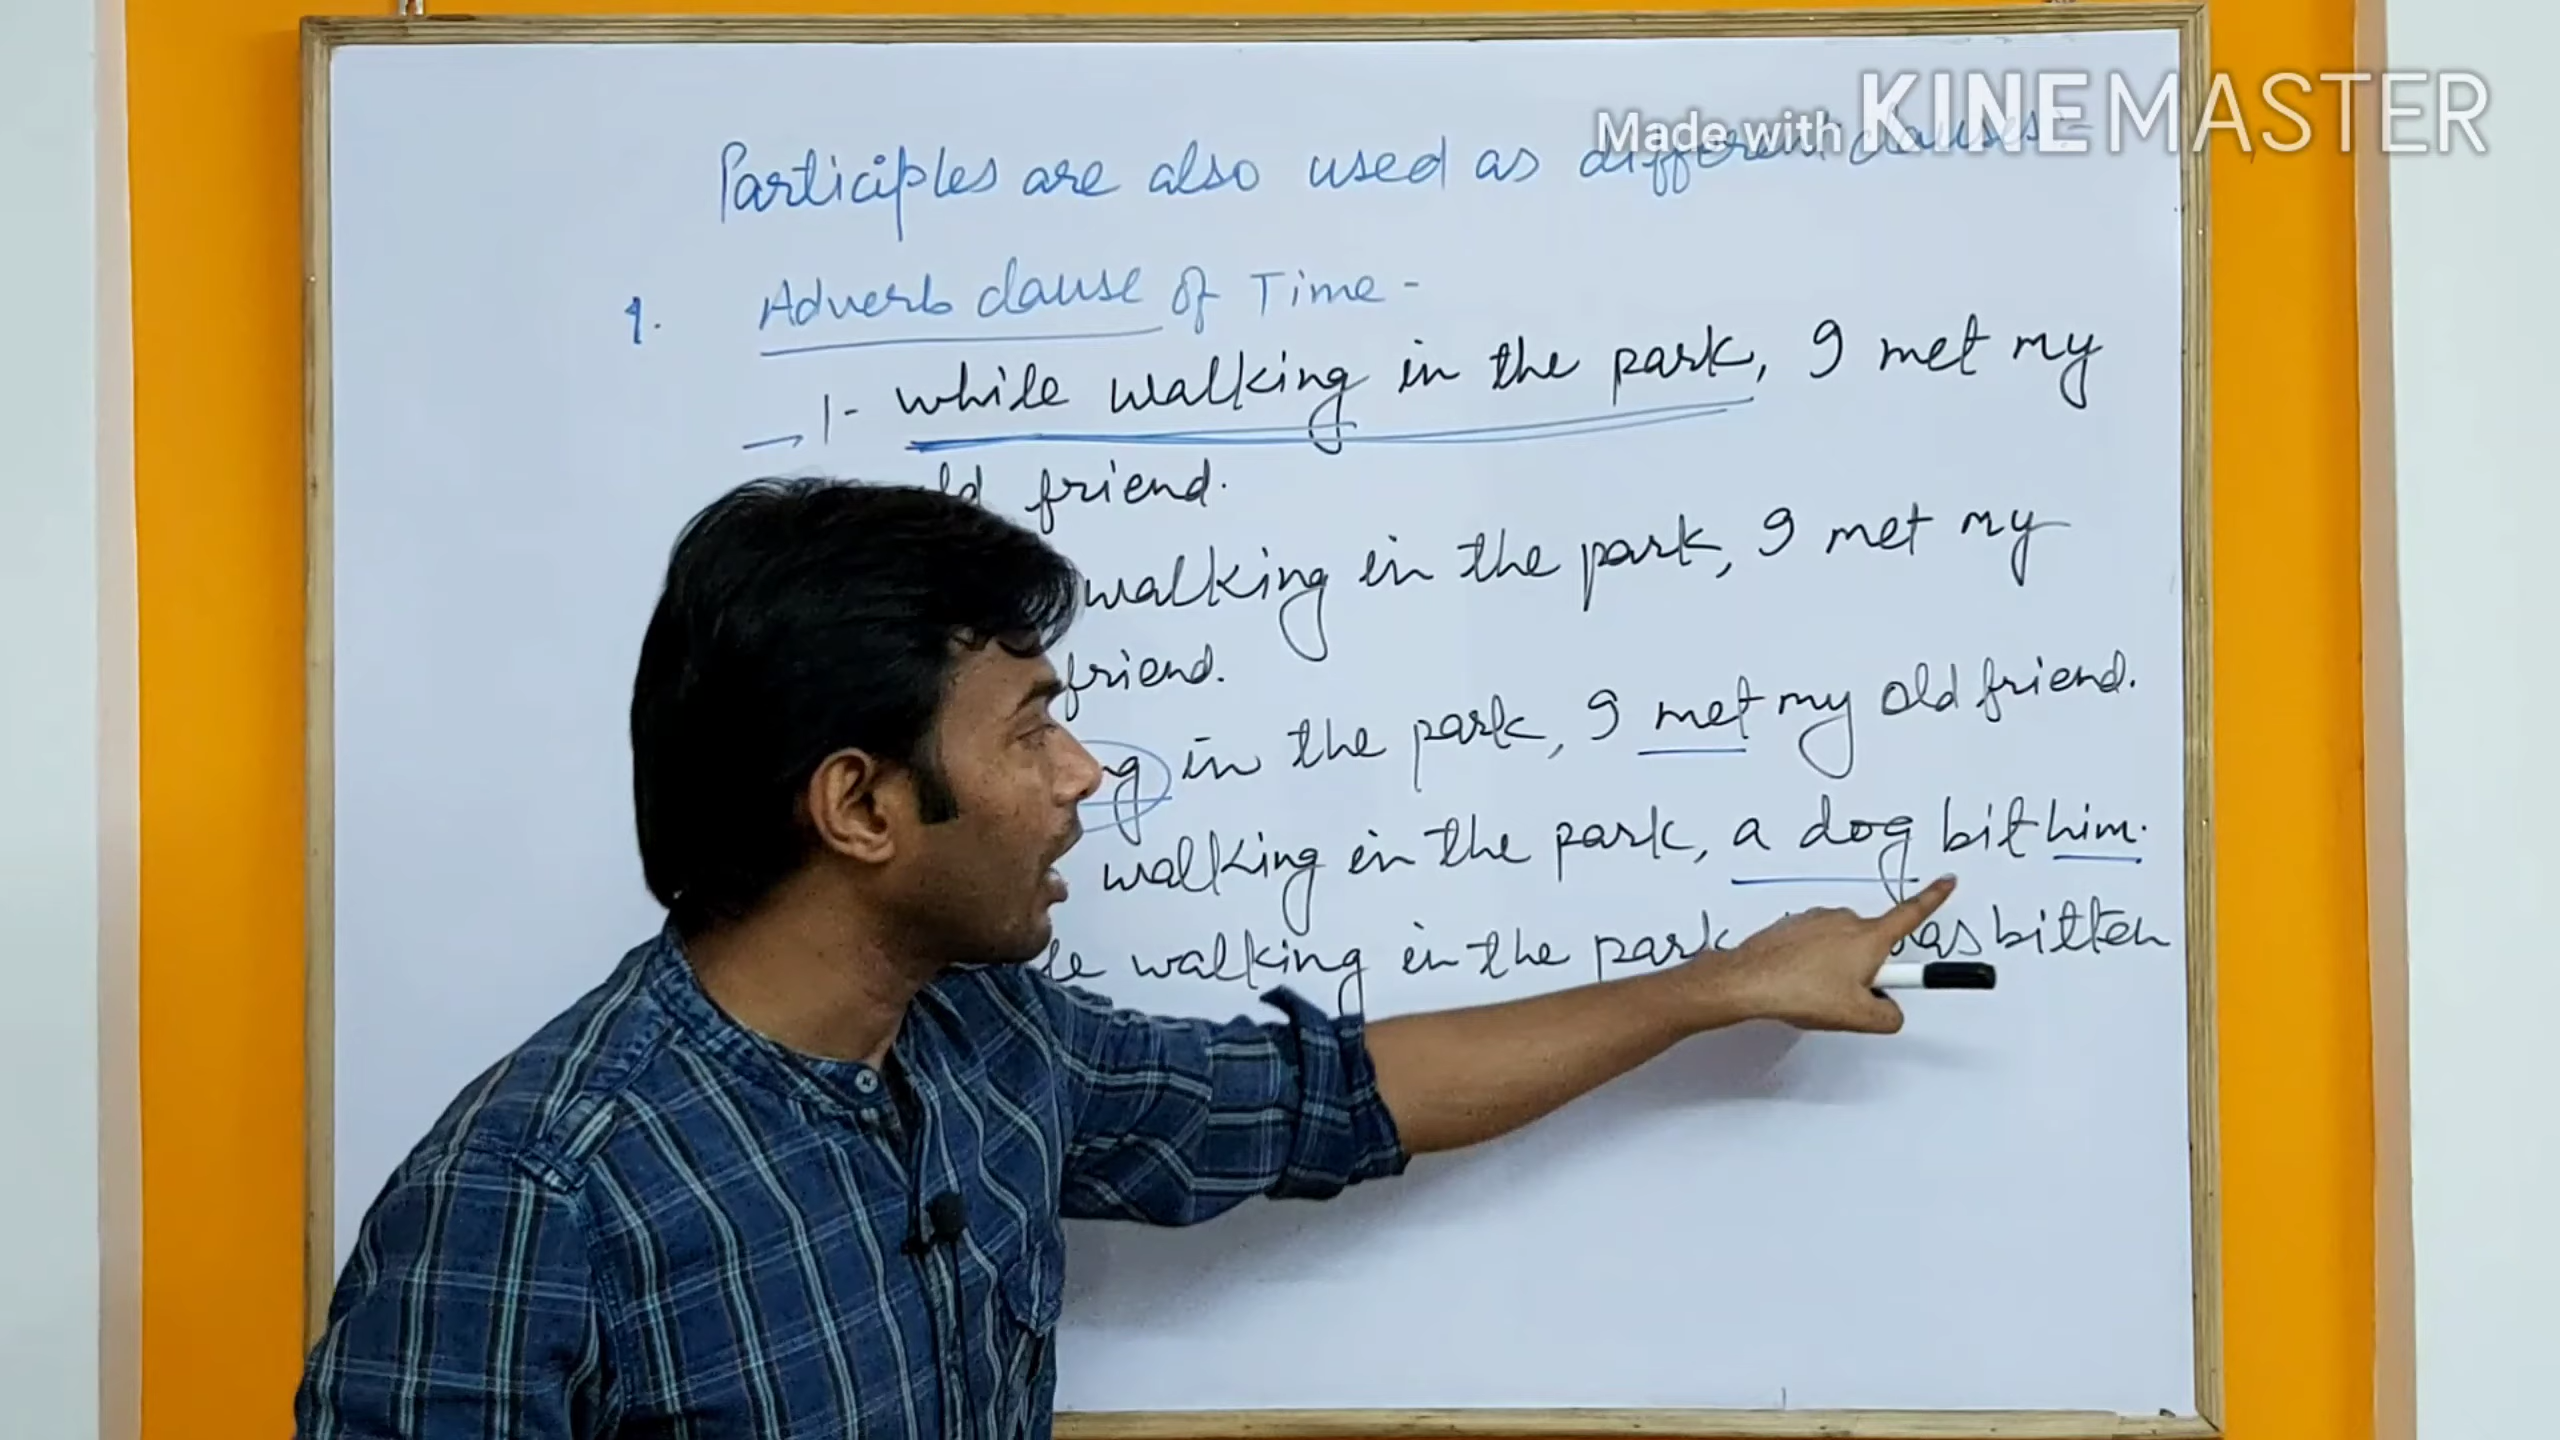 Made with KINEMASTER
Participles are also used as different clauses:-
1. Adverb clause of Time -
→ 1- while walking in the park, I met my
friend.
walking in the park, I met my
friend.
in the park, I met my old friend.
walking in the park, a dog bit him.
walking in the park bitten